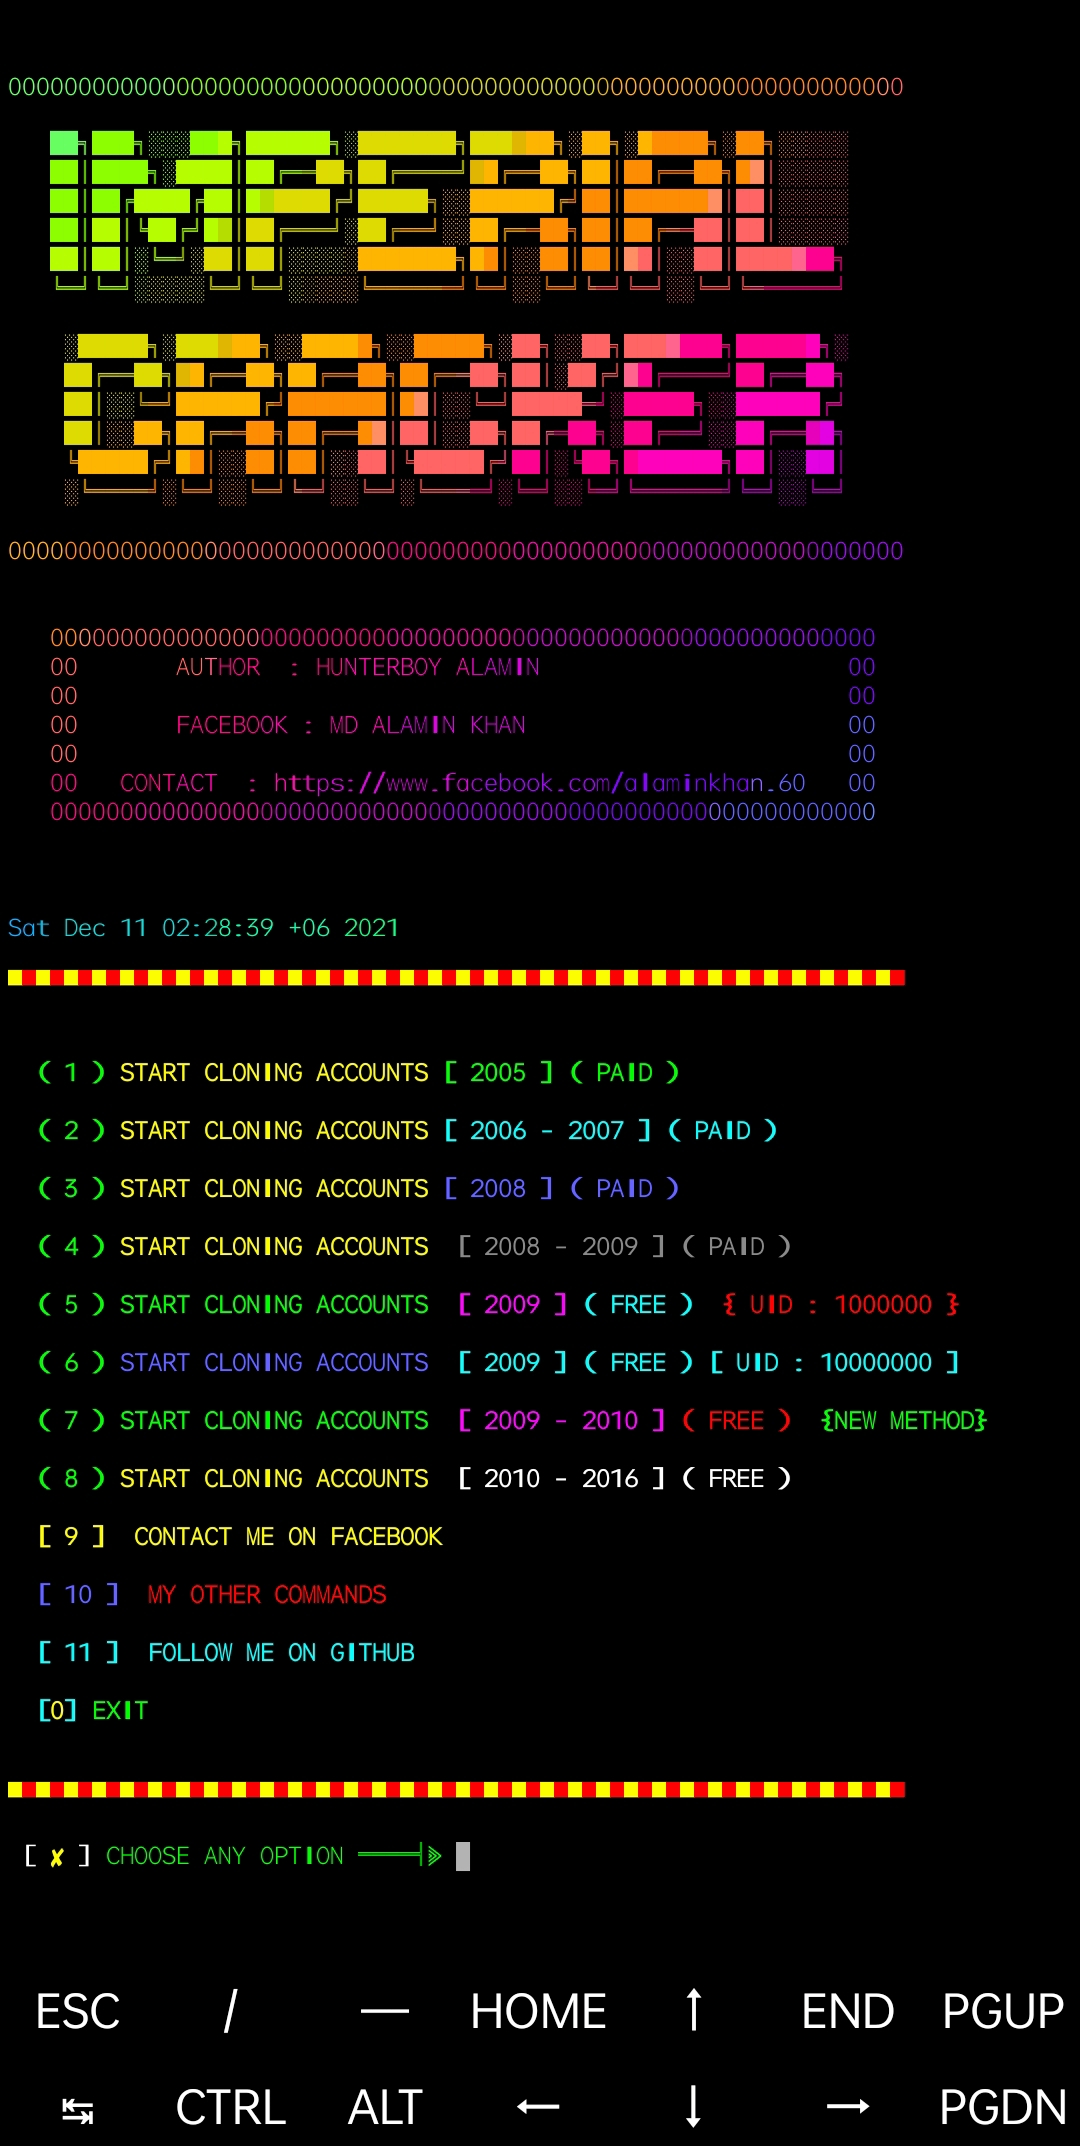 0000000000000000000000000000000000000000000000000000000000000000
IMPERAL
CRACKER
0000000000000000000000000000000000000000000000000000000000000000
00000000000000000000000000000000000000000000000000000000000
00 AUTHOR : HUNTERBOY ALAMIN 00
00 00
00 FACEBOOK : MD ALAMIN KHAN 00
00 00
00 CONTACT : https://www.facebook.com/alaminkhan.60 00
00000000000000000000000000000000000000000000000000000000000
Sat Dec 11 02:28:39 +06 2021
( 1 ) START CLONING ACCOUNTS [ 2005 ] ( PAID )
( 2 ) START CLONING ACCOUNTS [ 2006 - 2007 ] ( PAID )
( 3 ) START CLONING ACCOUNTS [ 2008 ] ( PAID )
( 4 ) START CLONING ACCOUNTS [ 2008 - 2009 ] ( PAID )
( 5 ) START CLONING ACCOUNTS [ 2009 ] ( FREE ) { UID : 1000000 }
( 6 ) START CLONING ACCOUNTS [ 2009 ] ( FREE ) [ UID : 10000000 ]
( 7 ) START CLONING ACCOUNTS [ 2009 - 2010 ] ( FREE ) {NEW METHOD}
( 8 ) START CLONING ACCOUNTS [ 2010 - 2016 ] ( FREE )
[ 9 ] CONTACT ME ON FACEBOOK
[ 10 ] MY OTHER COMMANDS
[ 11 ] FOLLOW ME ON GITHUB
[0] EXIT
[ ✘ ] CHOOSE ANY OPTION ════⫸
ESC / — HOME ↑ END PGUP
↹ CTRL ALT ← ↓ → PGDN